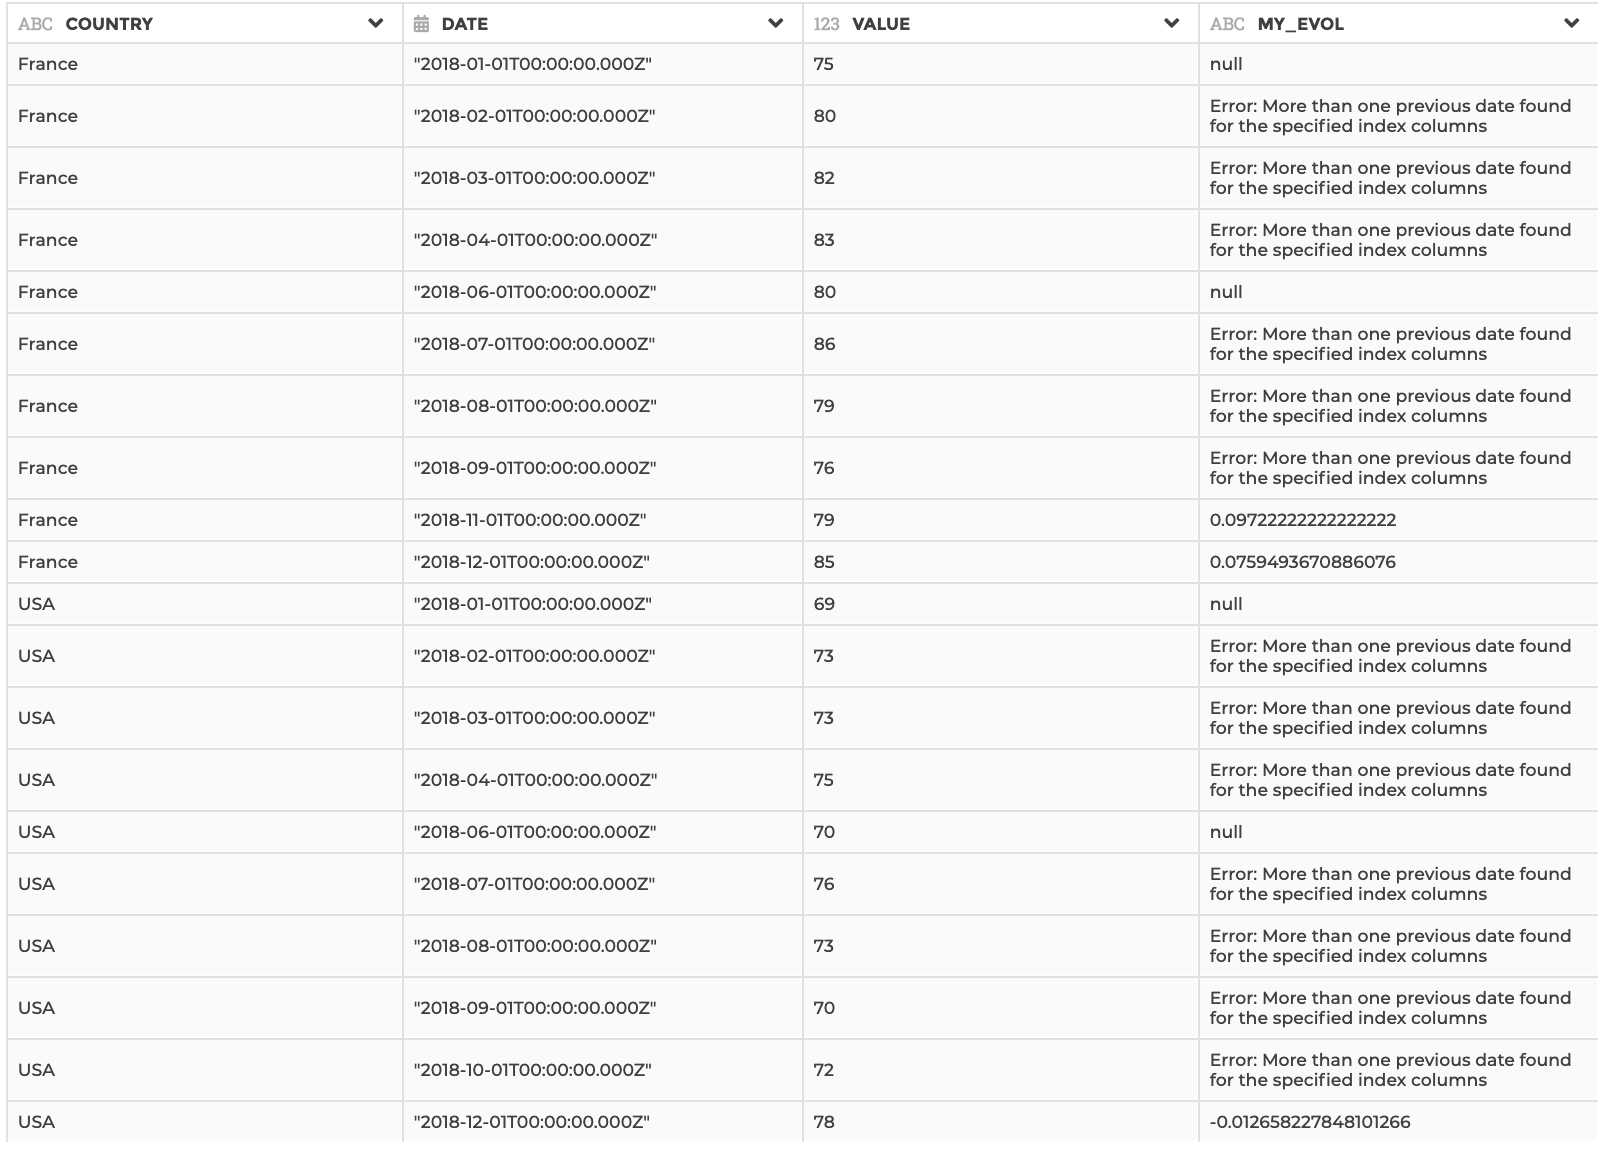 ABC COUNTRY DATE 123 VALUE ABC MY_EVOL
France "2018-01-01T00:00:00.000Z" 75 null
France "2018-02-01T00:00:00.000Z" 80 Error: More than one previous date found
for the specified index columns
France "2018-03-01T00:00:00.000Z" 82 Error: More than one previous date found
for the specified index columns
France "2018-04-01T00:00:00.000Z" 83 Error: More than one previous date found
for the specified index columns
France "2018-06-01T00:00:00.000Z" 80 null
France "2018-07-01T00:00:00.000Z" 86 Error: More than one previous date found
for the specified index columns
France "2018-08-01T00:00:00.000Z" 79 Error: More than one previous date found
for the specified index columns
France "2018-09-01T00:00:00.000Z" 76 Error: More than one previous date found
for the specified index columns
France "2018-11-01T00:00:00.000Z" 79 0.09722222222222222
France "2018-12-01T00:00:00.000Z" 85 0.0759493670886076
USA "2018-01-01T00:00:00.000Z" 69 null
USA "2018-02-01T00:00:00.000Z" 73 Error: More than one previous date found
for the specified index columns
USA "2018-03-01T00:00:00.000Z" 73 Error: More than one previous date found
for the specified index columns
USA "2018-04-01T00:00:00.000Z" 75 Error: More than one previous date found
for the specified index columns
USA "2018-06-01T00:00:00.000Z" 70 null
USA "2018-07-01T00:00:00.000Z" 76 Error: More than one previous date found
for the specified index columns
USA "2018-08-01T00:00:00.000Z" 73 Error: More than one previous date found
for the specified index columns
USA "2018-09-01T00:00:00.000Z" 70 Error: More than one previous date found
for the specified index columns
USA "2018-10-01T00:00:00.000Z" 72 Error: More than one previous date found
for the specified index columns
USA "2018-12-01T00:00:00.000Z" 78 -0.012658227848101266